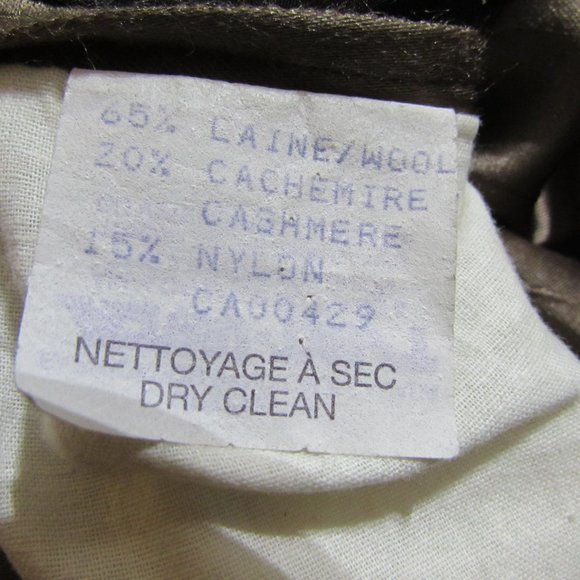 65% LAINE/WOOL
20% CACHEMIRE
CASHMERE
15% NYLON
CA00429
NETTOYAGE À SEC
DRY CLEAN